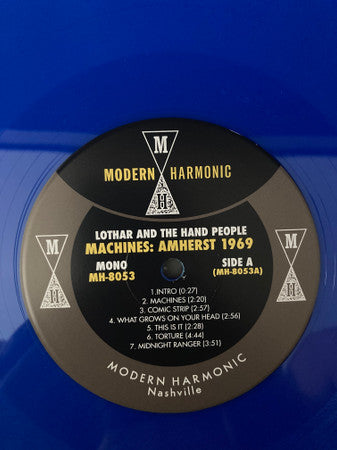 M
MODERN HARMONIC
H
LOTHAR AND THE HAND PEOPLE
MACHINES: AMHERST 1969
MONO SIDE A
MH-8053 (MH-8053A)
M
H
M
H
1. INTRO (0:27)
2. MACHINES (2:20)
3. COMIC STRIP (2:57)
4. WHAT GROWS ON YOUR HEAD (2:56)
5. THIS IS IT (2:28)
6. TORTURE (4:44)
7. MIDNIGHT RANGER (3:51)
MODERN HARMONIC
Nashville